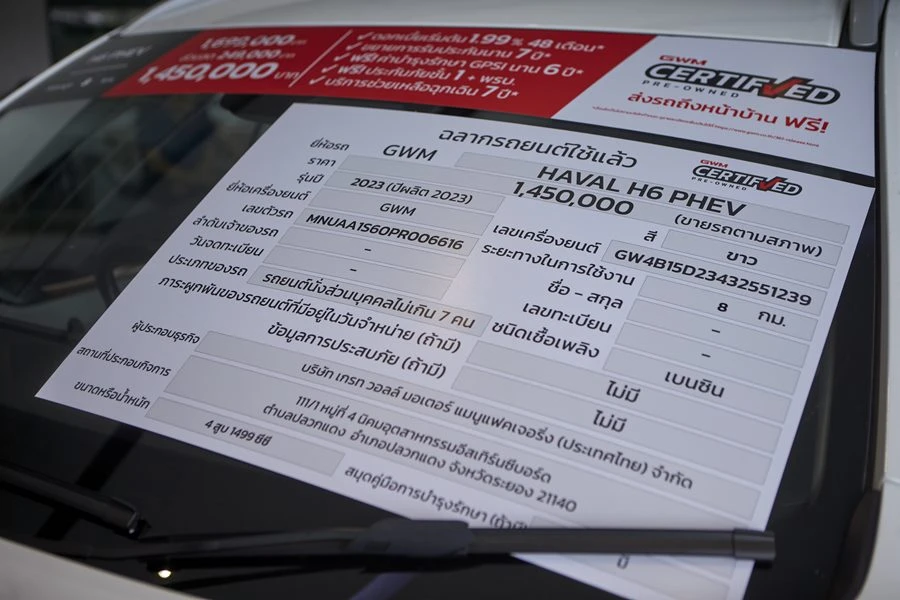 H6 PHEV
1,699,000 บาท
249,000 บาท
1,450,000 บาท
✓ ดอกเบี้ยเริ่มต้น 1.99 % 48 เดือน*
✓ ขยายการรับประกันนาน 7 ปี*
✓ ฟรี! ค่าบำรุงรักษา GPSI นาน 6 ปี*
✓ ฟรี! ประกันภัยชั้น 1 + พรบ.
✓ บริการช่วยเหลือฉุกเฉิน 7 ปี*
GWM
CERTIFIED
PRE-OWNED
ส่งรถถึงหน้าบ้าน ฟรี!
ฉลากรถยนต์ใช้แล้ว
GWM
CERTIFIED
PRE-OWNED
ยี่ห้อรถ GWM HAVAL H6 PHEV
ราคา 1,450,000 (ขายรถตามสภาพ)
รุ่นปี 2023 (ปีผลิต 2023) สี ขาว
ยี่ห้อเครื่องยนต์ GWM เลขเครื่องยนต์ GW4B15D23432551239
เลขตัวรถ MNUAA1S60PR006616 ระยะทางในการใช้งาน 8 กม.
ลำดับเจ้าของรถ - ชื่อ - สกุล -
วันจดทะเบียน - เลขทะเบียน -
ประเภทของรถ รถยนต์นั่งส่วนบุคคลไม่เกิน 7 คน ชนิดเชื้อเพลิง เบนซิน
ภาระผูกพันของรถยนต์ที่มีอยู่ในวันจำหน่าย (ถ้ามี) ไม่มี
ข้อมูลการประสบภัย (ถ้ามี) ไม่มี
ผู้ประกอบธุรกิจ บริษัท เกรท วอลล์ มอเตอร์ แมนูแฟคเจอริ่ง (ประเทศไทย) จำกัด
สถานที่ประกอบกิจการ 111/1 หมู่ที่ 4 นิคมอุตสาหกรรมอีสเทิร์นซีบอร์ด
ตำบลปลวกแดง อำเภอปลวกแดง จังหวัดระยอง 21140
ขนาดหรือน้ำหนัก 4 สูบ 1499 ซีซี
สมุดคู่มือการบำรุงรักษา (ถ้ามี)